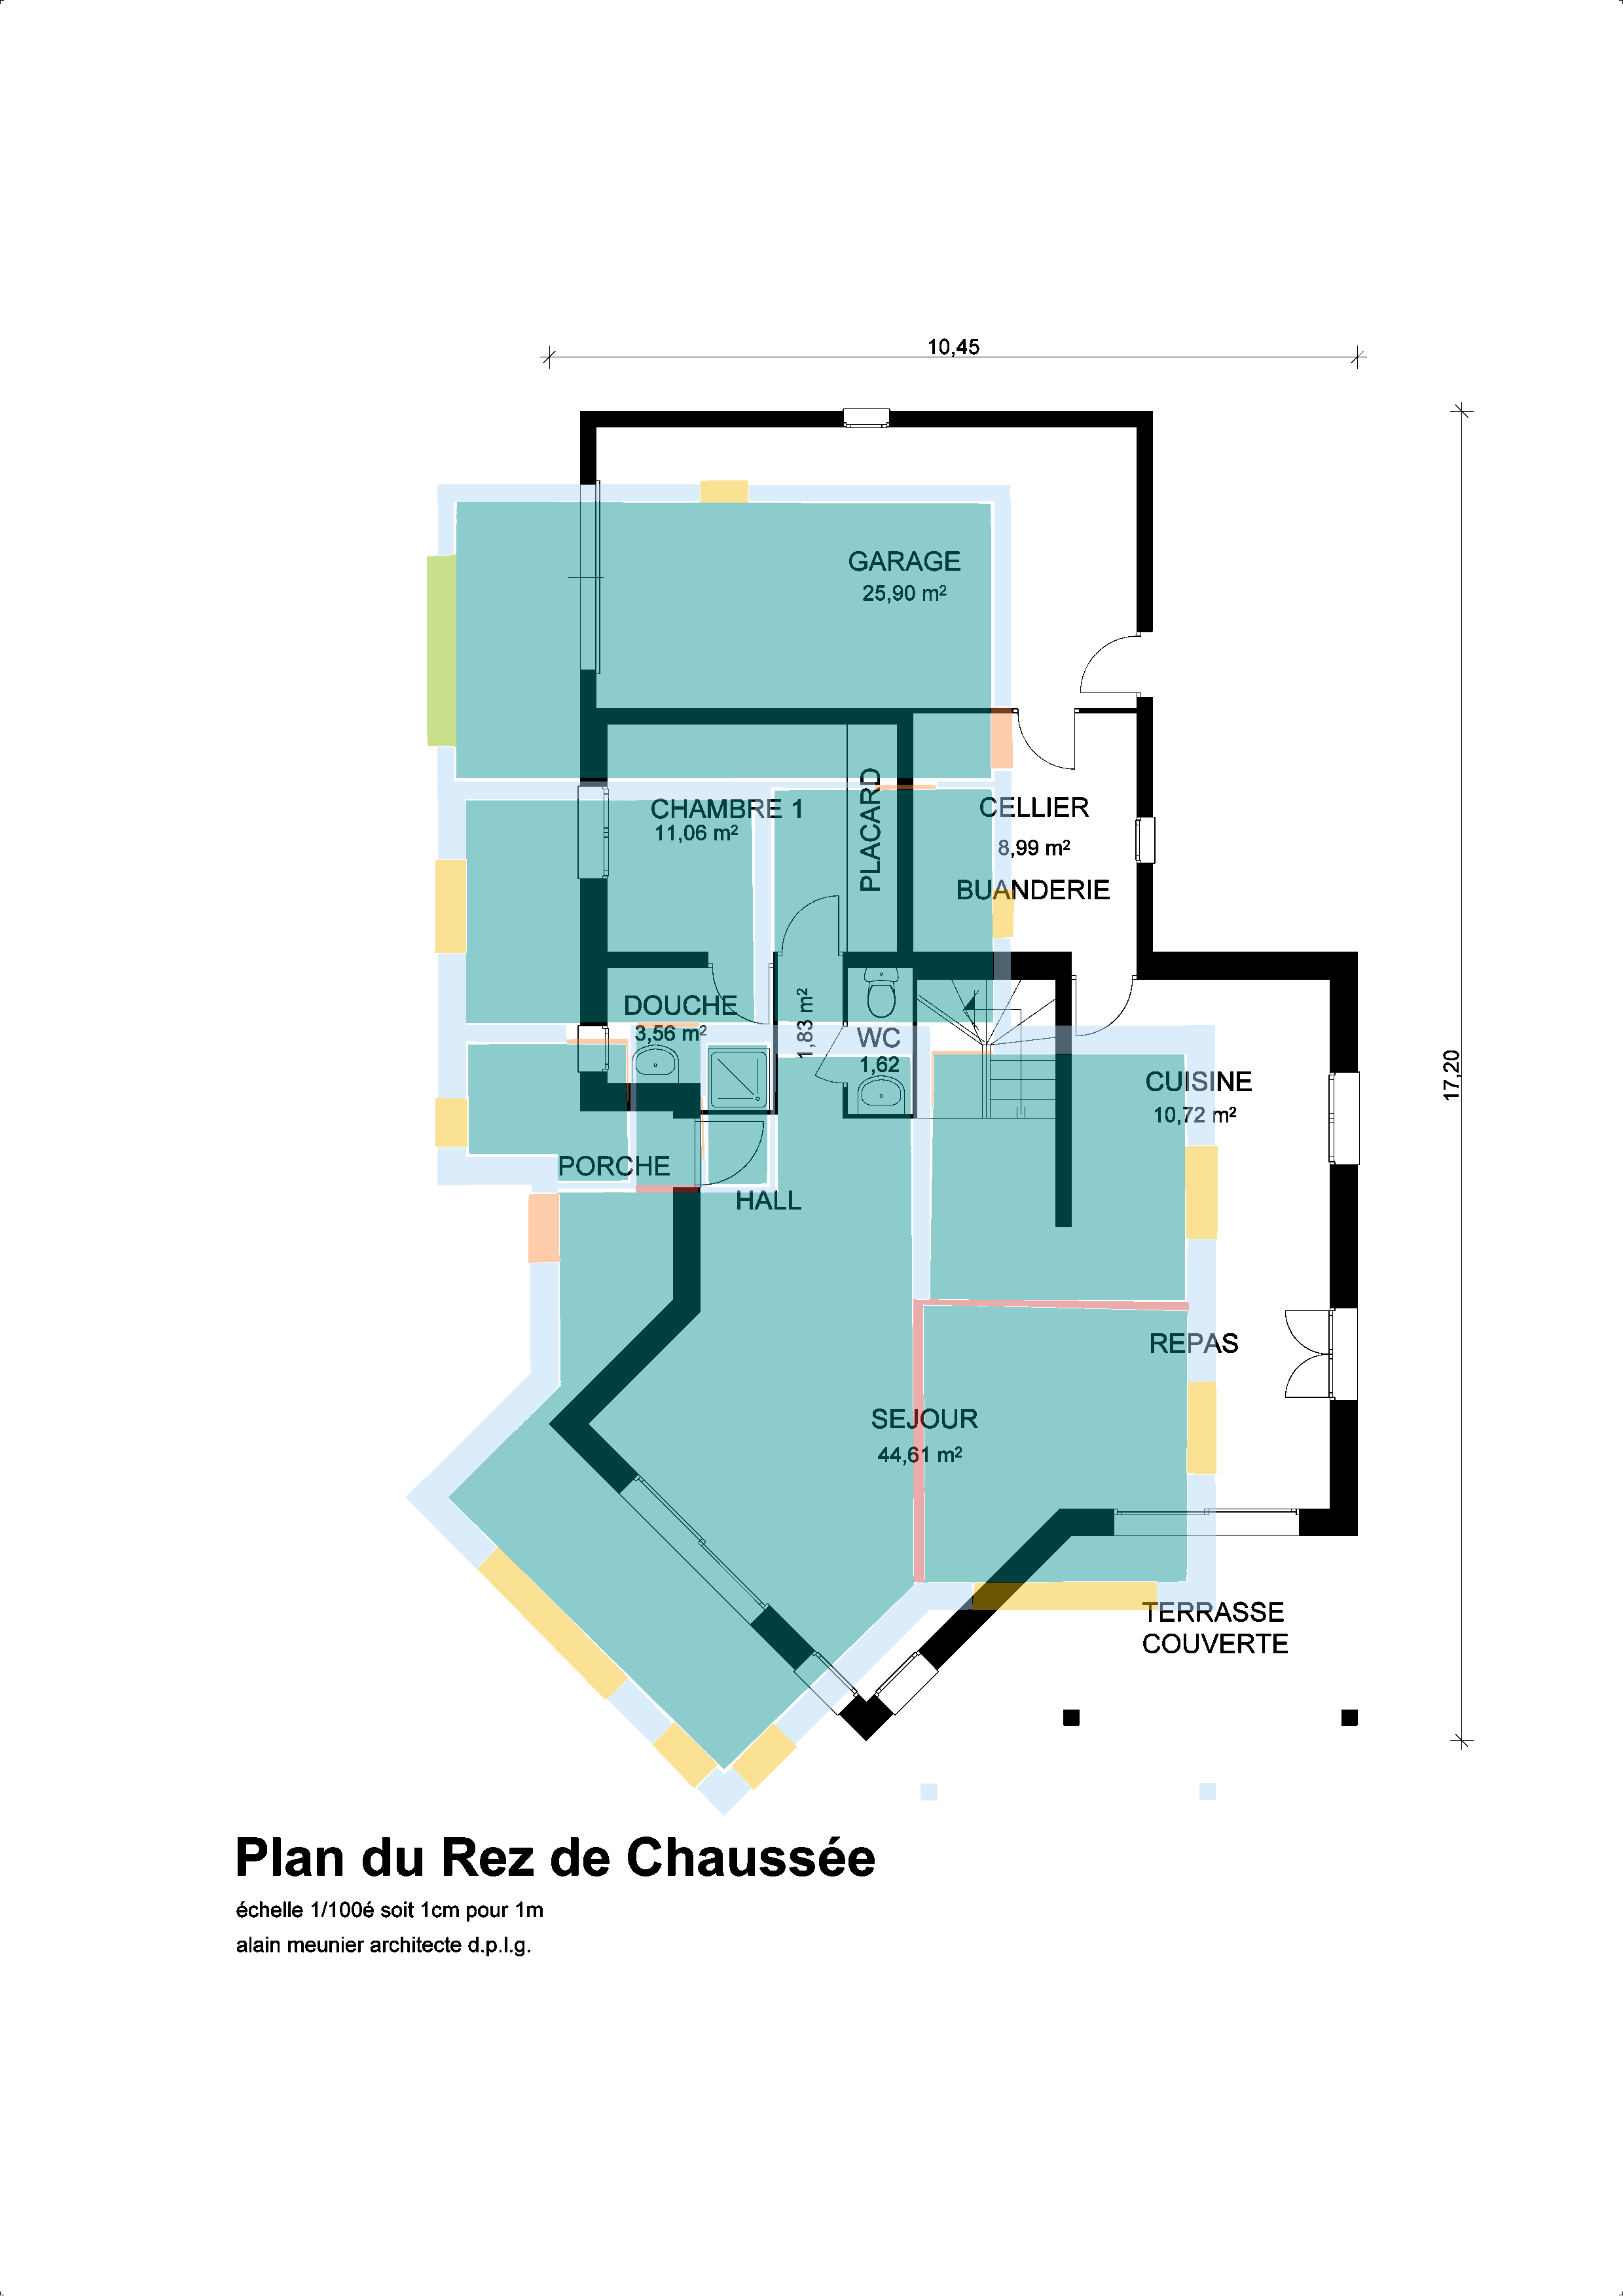 10,45
GARAGE
25,90 m²
CHAMBRE 1
11,06 m²
PLACARD
CELLIER
8,99 m²
BUANDERIE
DOUCHE
3,56 m²
1,83 m²
WC
1,62
CUISINE
10,72 m²
17,20
PORCHE
HALL
REPAS
SEJOUR
44,61 m²
TERRASSE
COUVERTE
Plan du Rez de Chaussée
échelle 1/100é soit 1cm pour 1m
alain meunier architecte d.p.l.g.